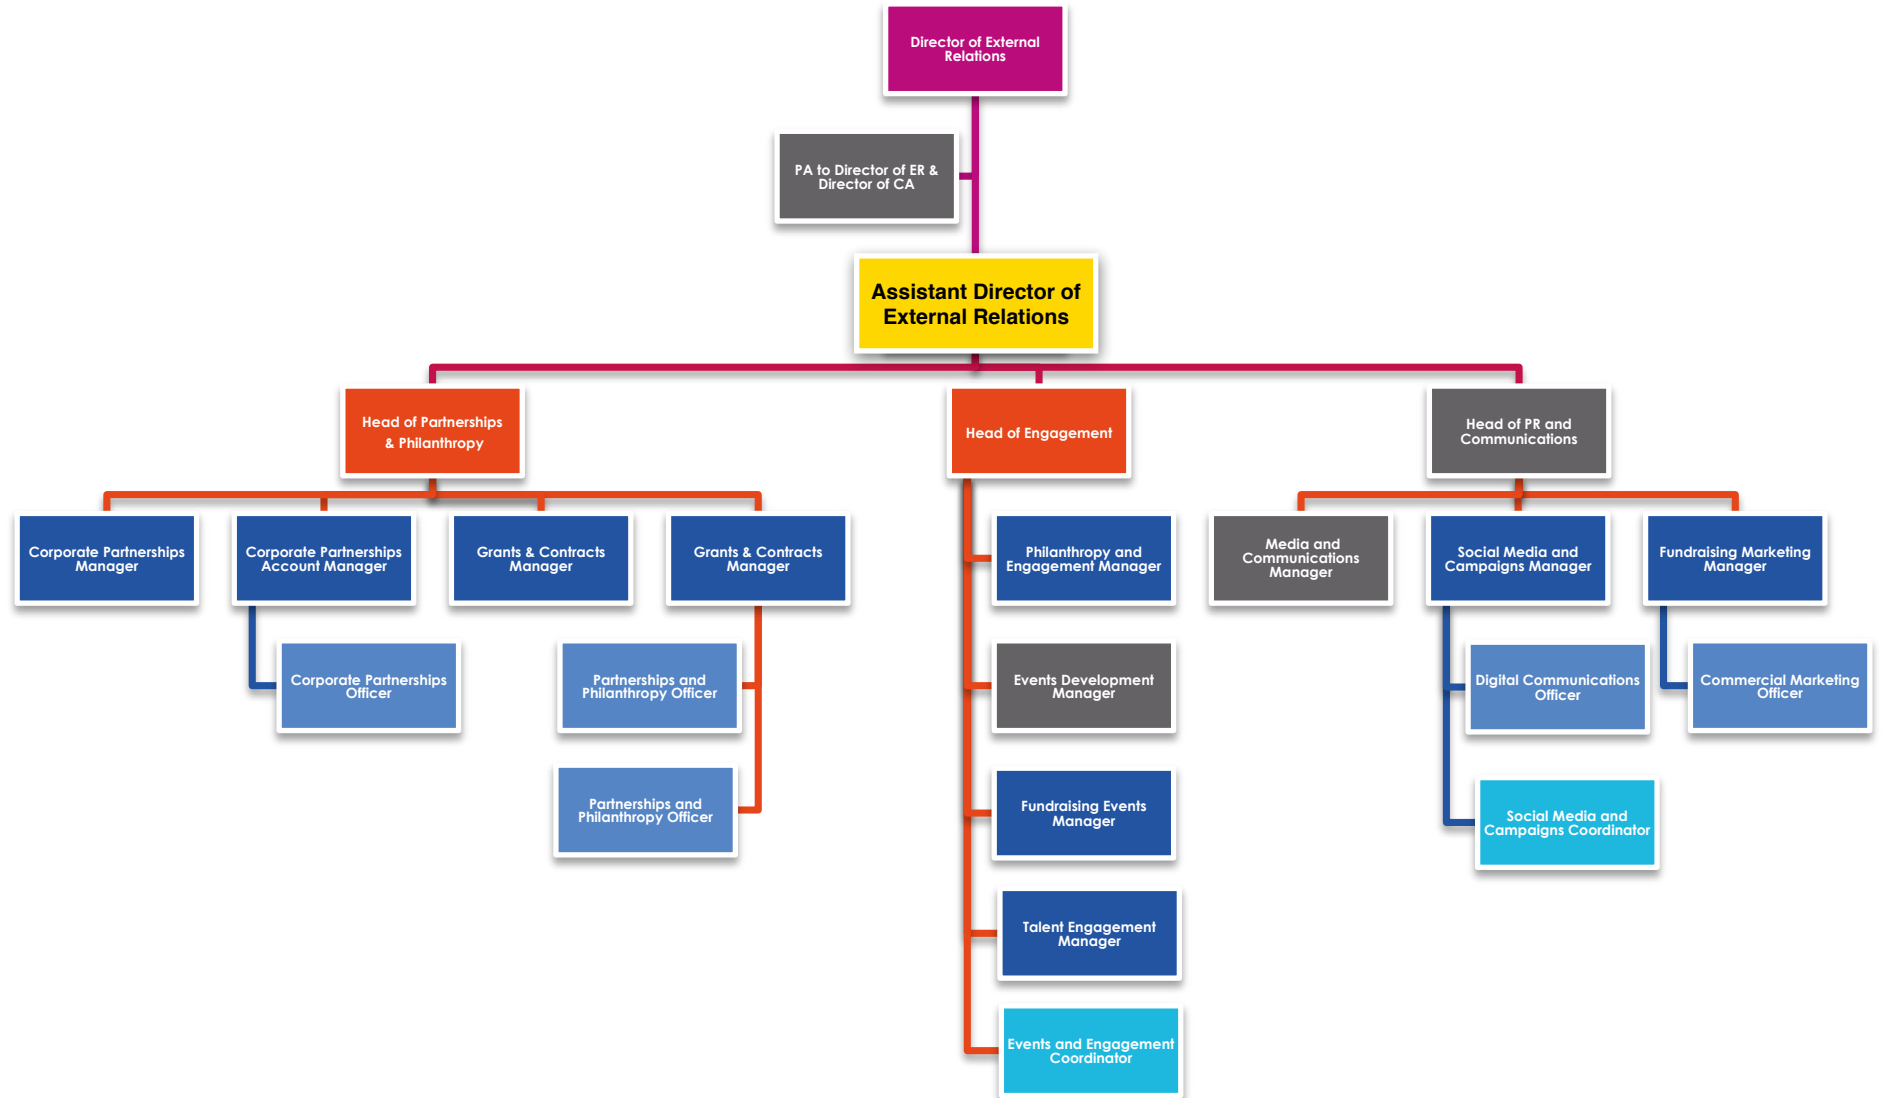 Director of External
Relations
PA to Director of ER &
Director of CA
Assistant Director of
External Relations
Head of Partnerships
& Philanthropy
Head of Engagement
Head of PR and
Communications
Corporate Partnerships
Manager
Corporate Partnerships
Account Manager
Grants & Contracts
Manager
Grants & Contracts
Manager
Philanthropy and
Engagement Manager
Media and
Communications
Manager
Social Media and
Campaigns Manager
Fundraising Marketing
Manager
Corporate Partnerships
Officer
Partnerships and
Philanthropy Officer
Events Development
Manager
Digital Communications
Officer
Commercial Marketing
Officer
Partnerships and
Philanthropy Officer
Fundraising Events
Manager
Social Media and
Campaigns Coordinator
Talent Engagement
Manager
Events and Engagement
Coordinator